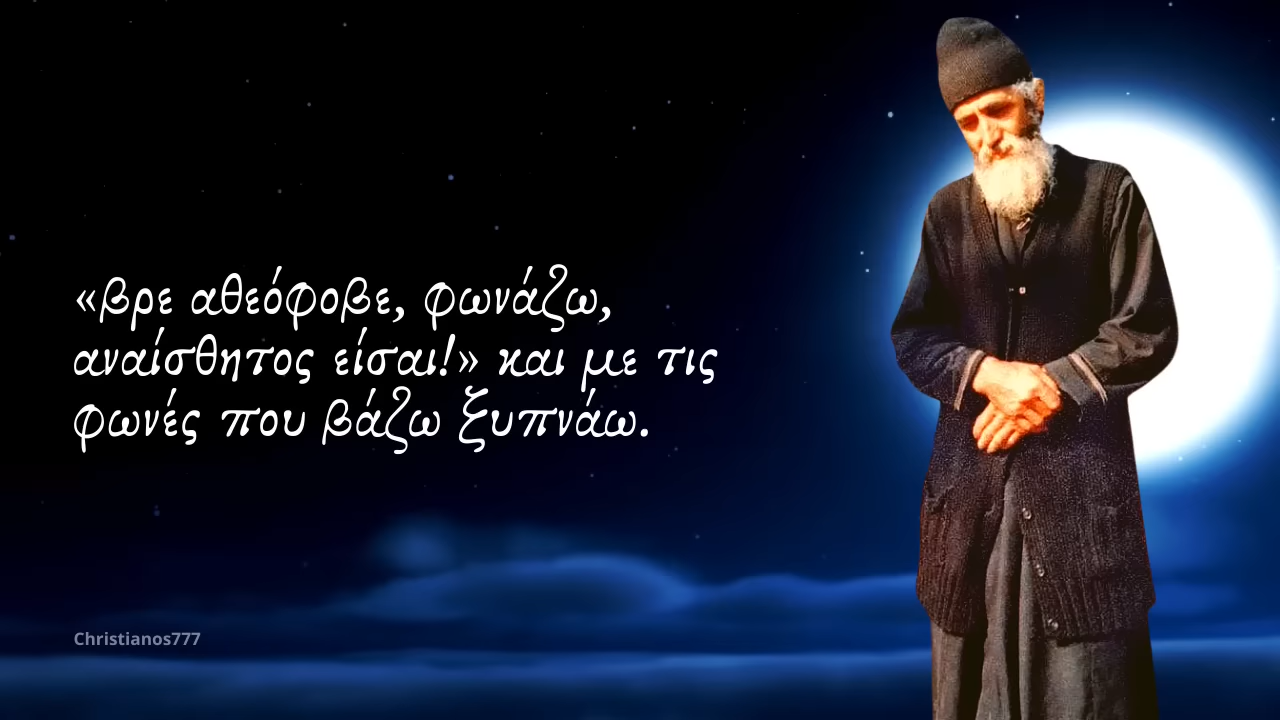 «βρε αθεόφοβε, φωνάζω,
αναίσθητος είσαι!» και με τις
φωνές που βάζω ξυπνάω.
Christianos777